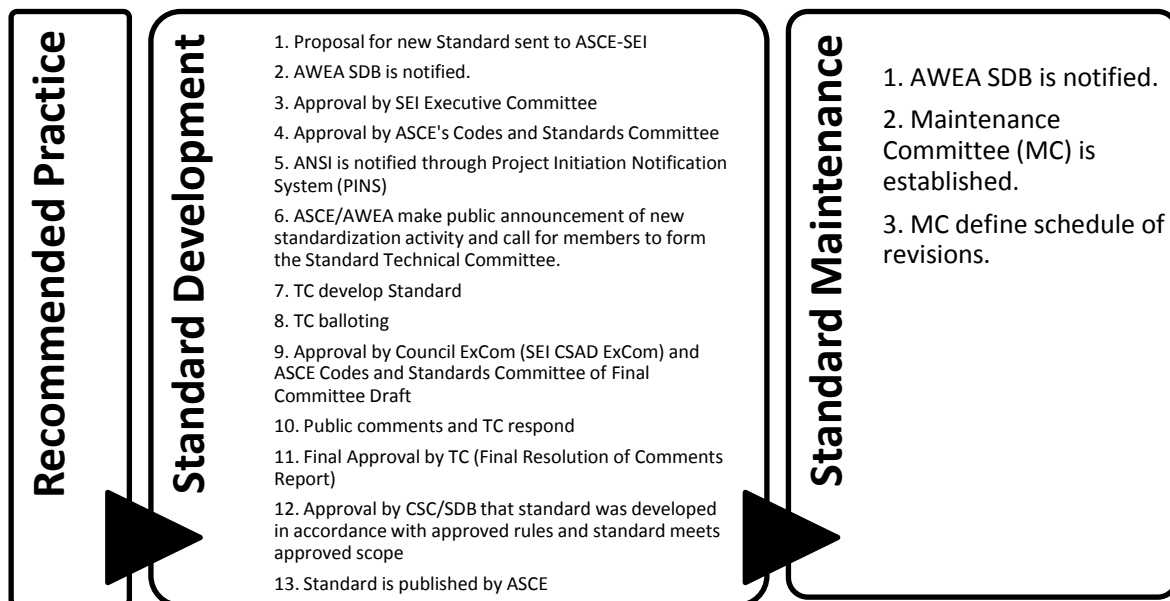 Recommended Practice
Standard Development
1. Proposal for new Standard sent to ASCE-SEI
2. AWEA SDB is notified.
3. Approval by SEI Executive Committee
4. Approval by ASCE's Codes and Standards Committee
5. ANSI is notified through Project Initiation Notification
System (PINS)
6. ASCE/AWEA make public announcement of new
standardization activity and call for members to form
the Standard Technical Committee.
7. TC develop Standard
8. TC balloting
9. Approval by Council ExCom (SEI CSAD ExCom) and
ASCE Codes and Standards Committee of Final
Committee Draft
10. Public comments and TC respond
11. Final Approval by TC (Final Resolution of Comments
Report)
12. Approval by CSC/SDB that standard was developed
in accordance with approved rules and standard meets
approved scope
13. Standard is published by ASCE
Standard Maintenance
1. AWEA SDB is notified.
2. Maintenance
Committee (MC) is
established.
3. MC define schedule of
revisions.